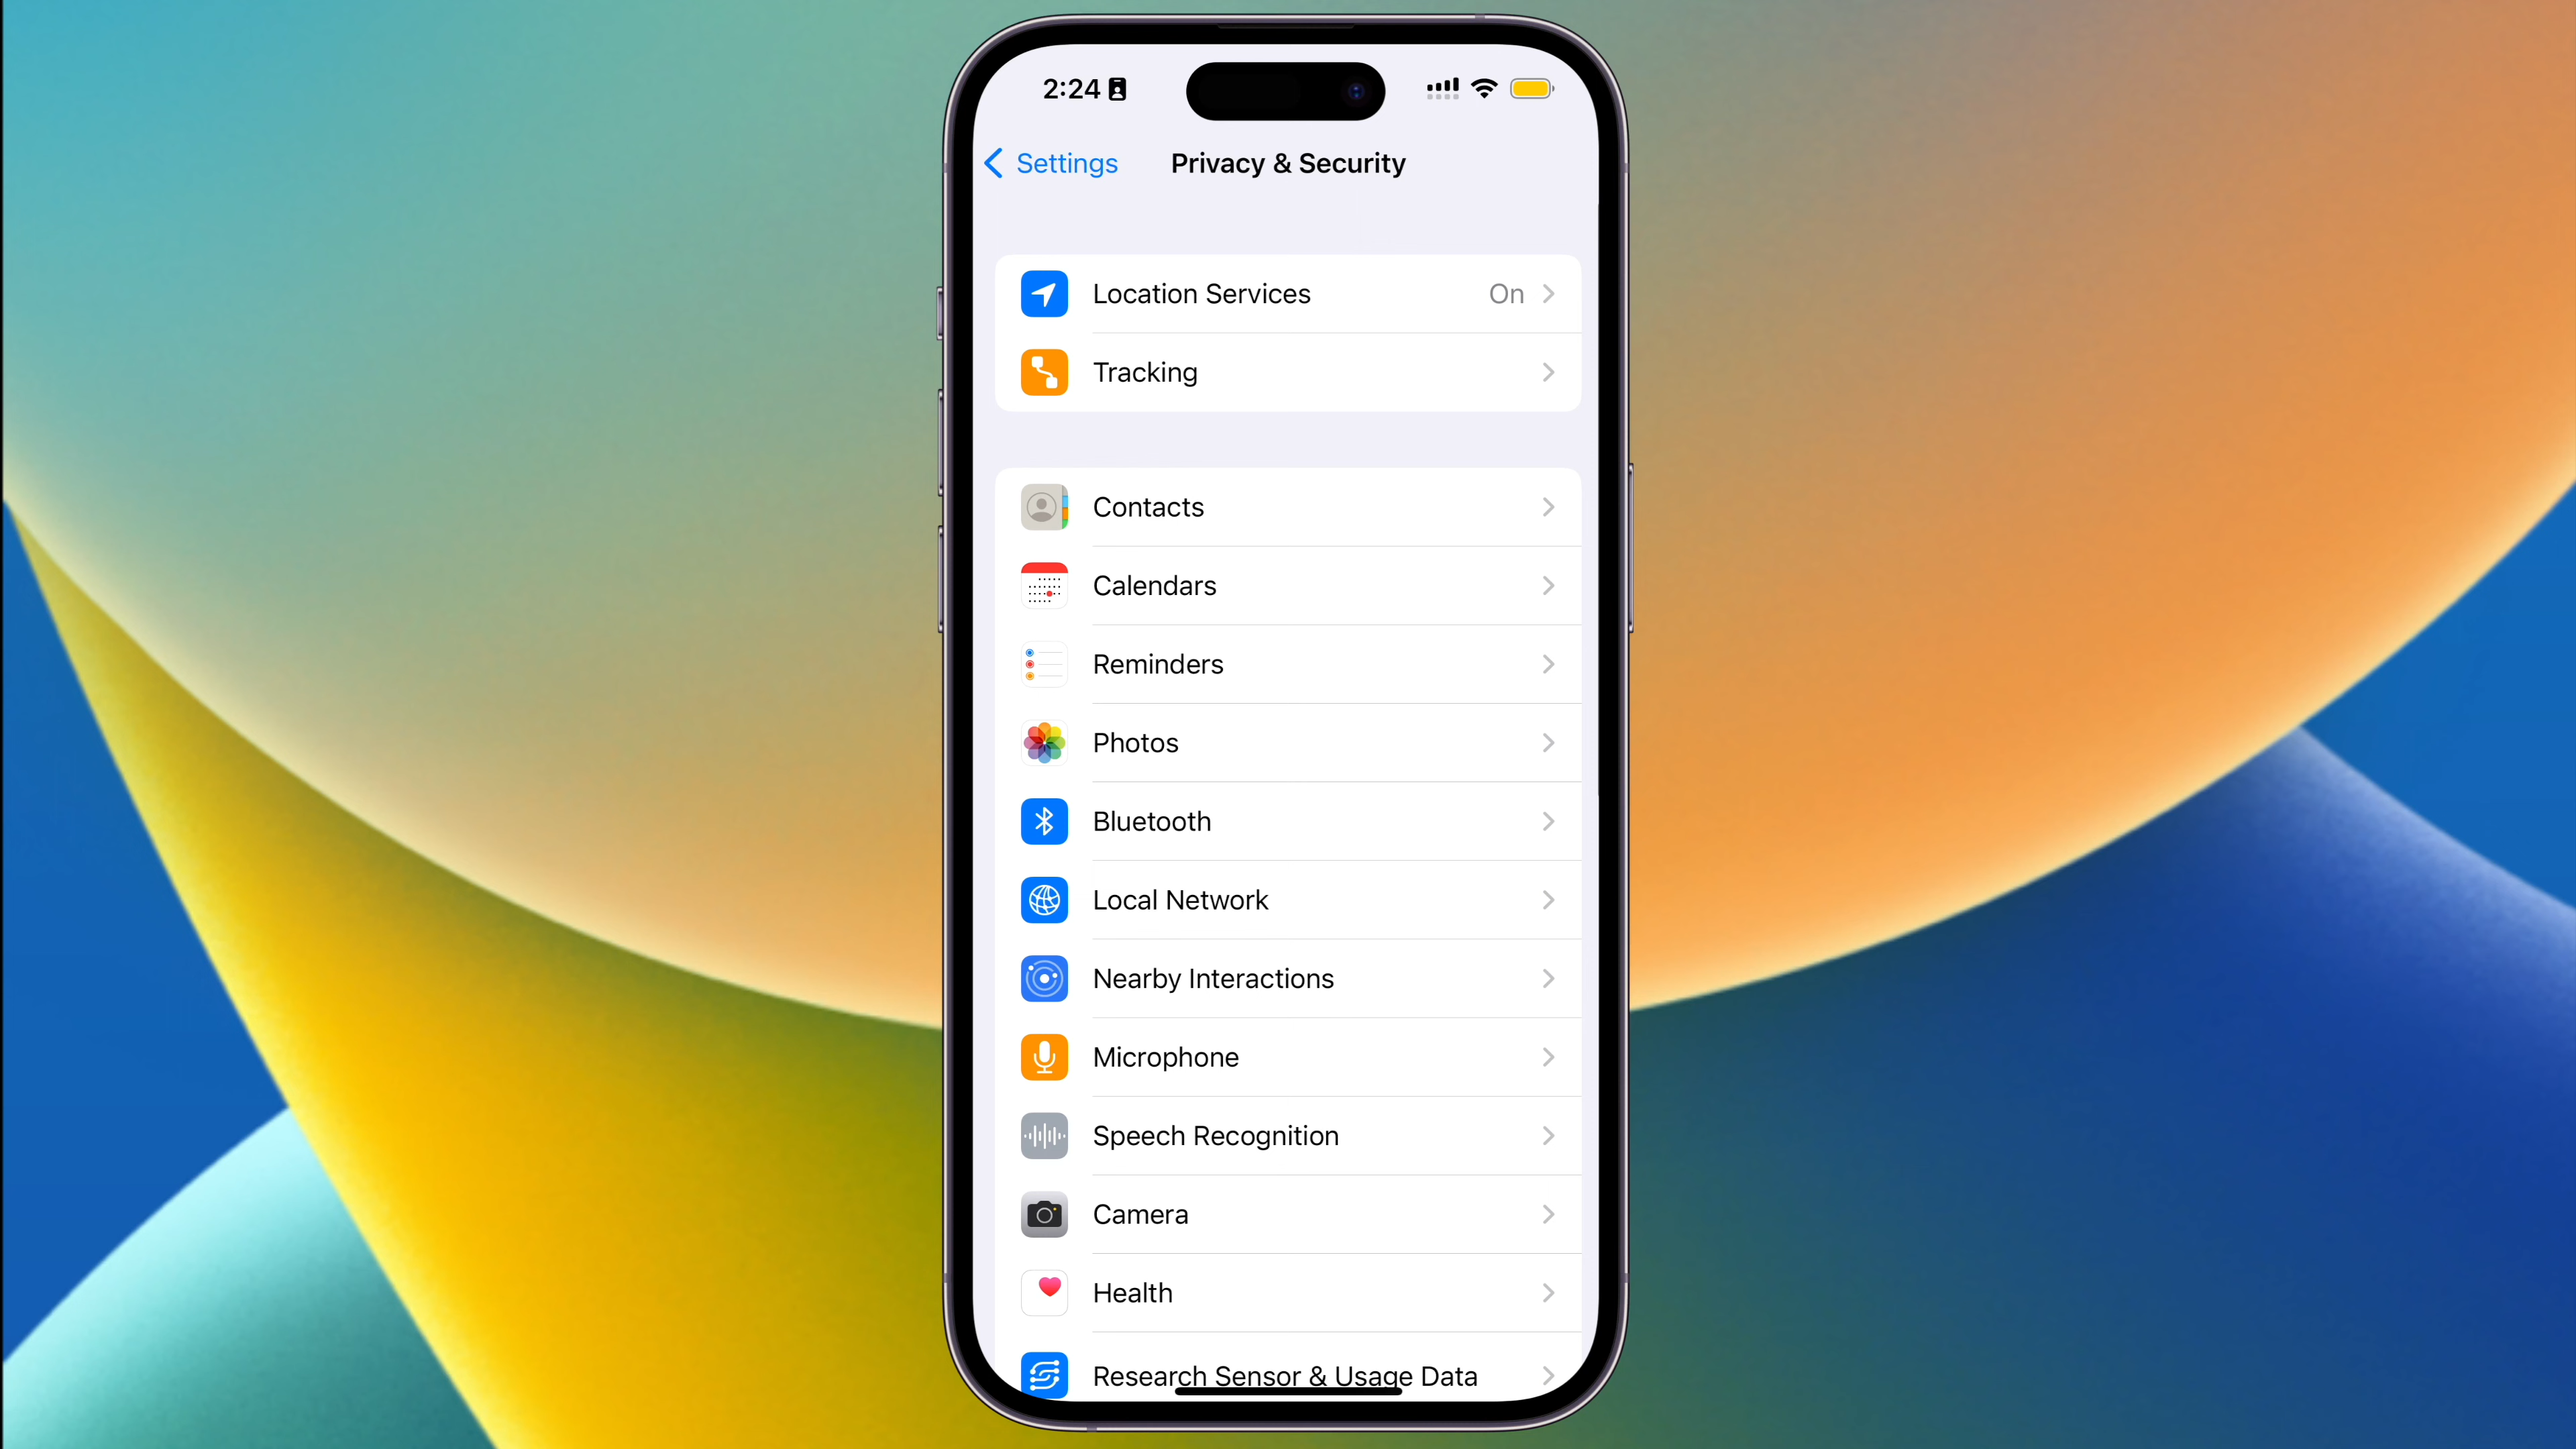 2:24
Settings
Privacy & Security
Location Services On
Tracking
Contacts
Calendars
Reminders
Photos
Bluetooth
Local Network
Nearby Interactions
Microphone
Speech Recognition
Camera
Health
Research Sensor & Usage Data